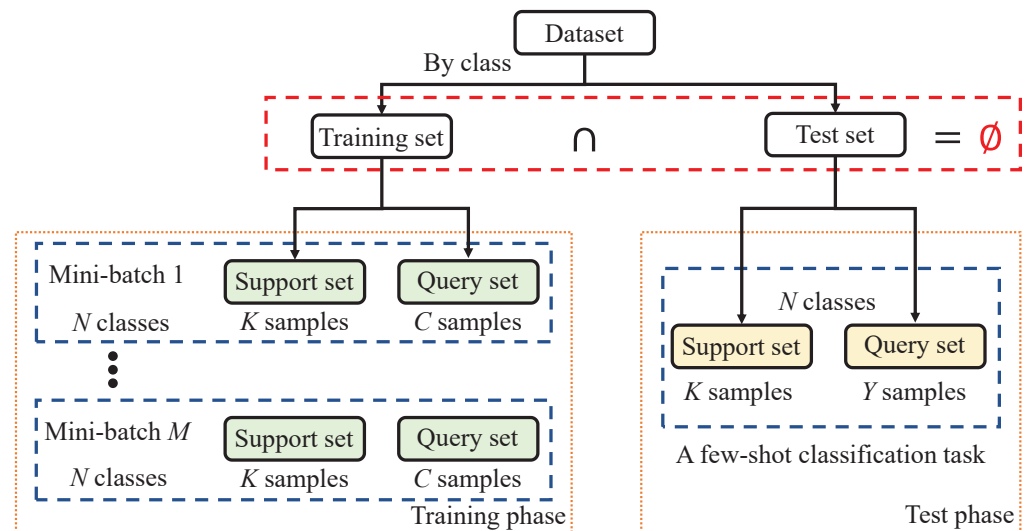 Dataset
By class
Training set ∩ Test set = ∅
Mini-batch 1
Support set Query set
N classes K samples C samples
Mini-batch M
Support set Query set
N classes K samples C samples
Training phase
N classes
Support set Query set
K samples Y samples
A few-shot classification task
Test phase